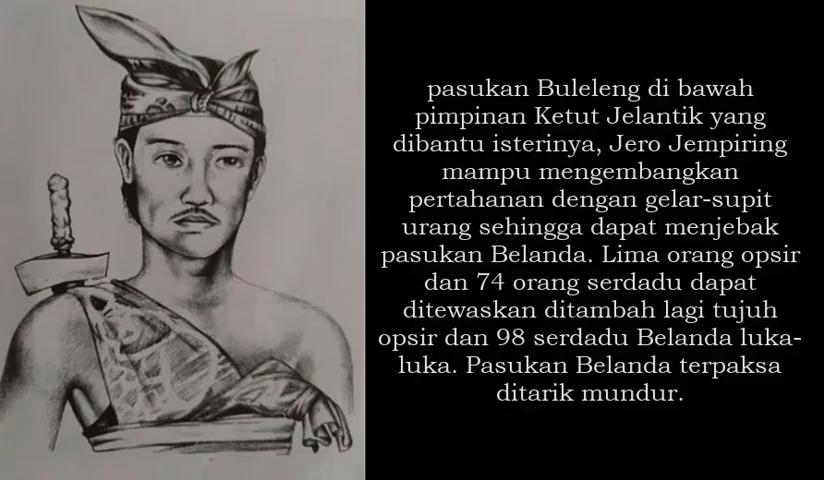 pasukan Buleleng di bawah
pimpinan Ketut Jelantik yang
dibantu isterinya, Jero Jempiring
mampu mengembangkan
pertahanan dengan gelar-supit
urang sehingga dapat menjebak
pasukan Belanda. Lima orang opsir
dan 74 orang serdadu dapat
ditewaskan ditambah lagi tujuh
opsir dan 98 serdadu Belanda luka-
luka. Pasukan Belanda terpaksa
ditarik mundur.